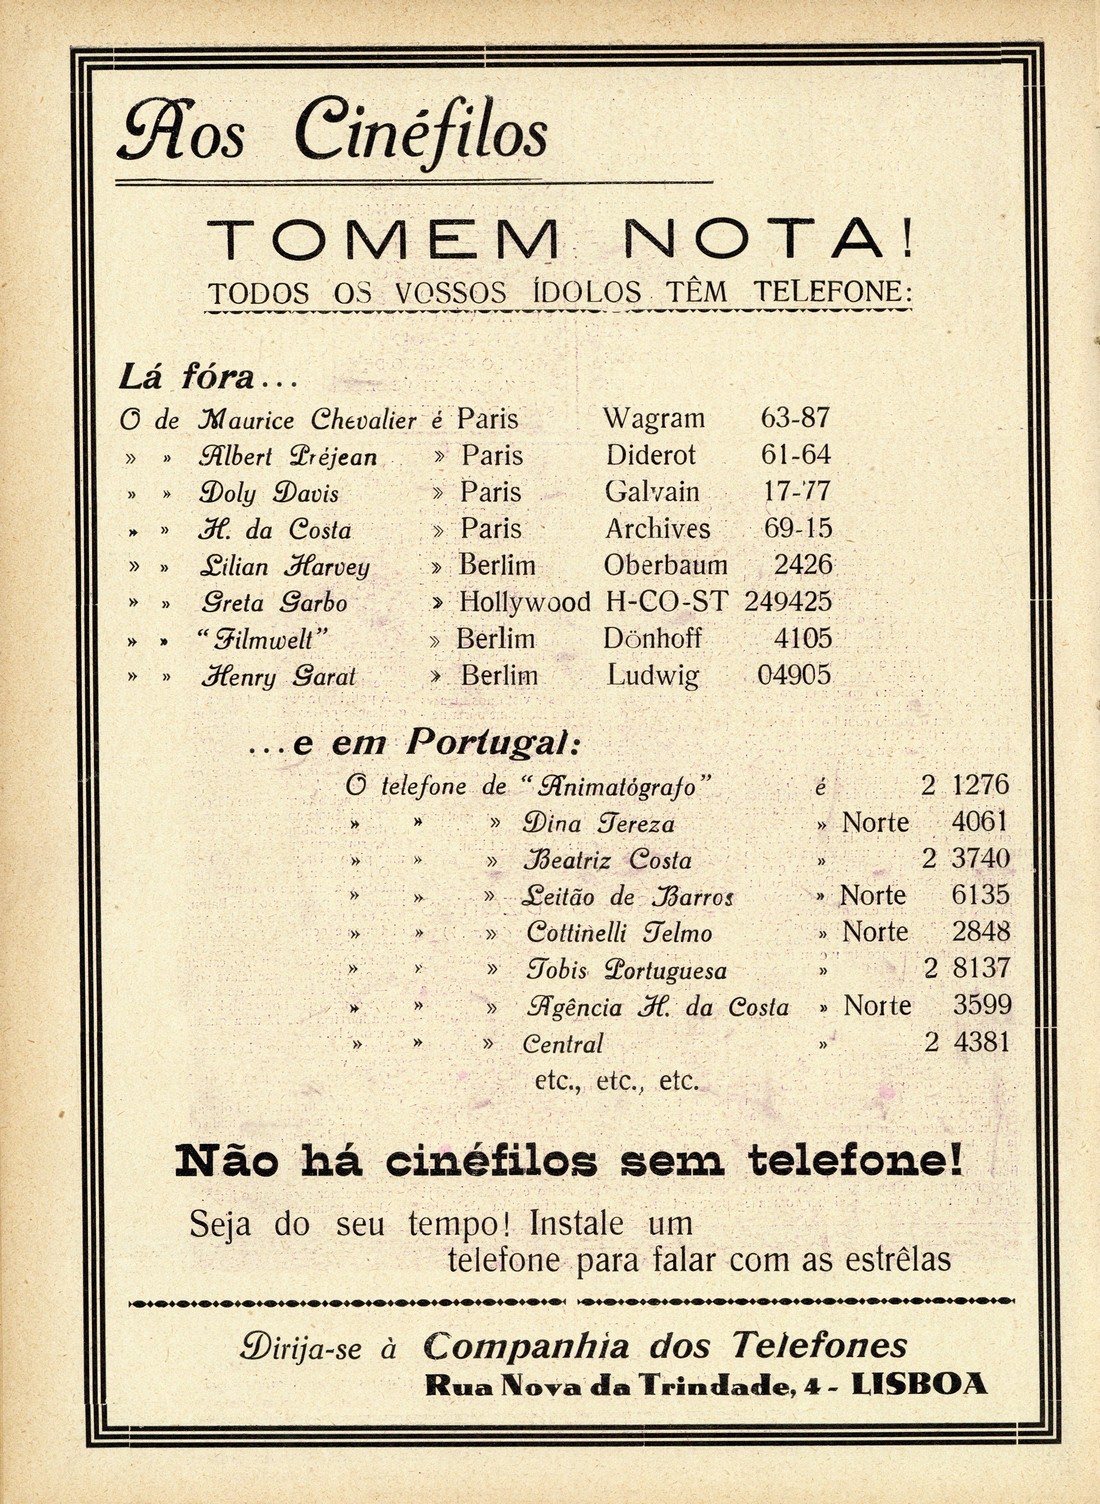 Aos Cinéfilos
TOMEM NOTA!
TODOS OS VOSSOS ÍDOLOS TÊM TELEFONE:
Lá fóra...
O de Maurice Chevalier é Paris Wagram 63-87
» » Albert Préjean » Paris Diderot 61-64
» » Doly Davis » Paris Galvain 17-77
» » H. da Costa » Paris Archives 69-15
» » Lilian Harvey » Berlim Oberbaum 2426
» » Greta Garbo » Hollywood H-CO-ST 249425
» » “Filmwelt” » Berlim Dönhoff 4105
» » Henry Garat » Berlim Ludwig 04905
...e em Portugal:
O telefone de “Animatógrafo” é 2 1276
» » » Dina Tereza » Norte 4061
» » » Beatriz Costa » 2 3740
» » » Leitão de Barros » Norte 6135
» » » Cottinelli Telmo » Norte 2848
» » » Tobis Portuguesa » 2 8137
» » » Agência H. da Costa » Norte 3599
» » » Central » 2 4381
etc., etc., etc.
Não há cinéfilos sem telefone!
Seja do seu tempo! Instale um
telefone para falar com as estrêlas
Dirija-se à Companhia dos Telefones
Rua Nova da Trindade, 4 - LISBOA